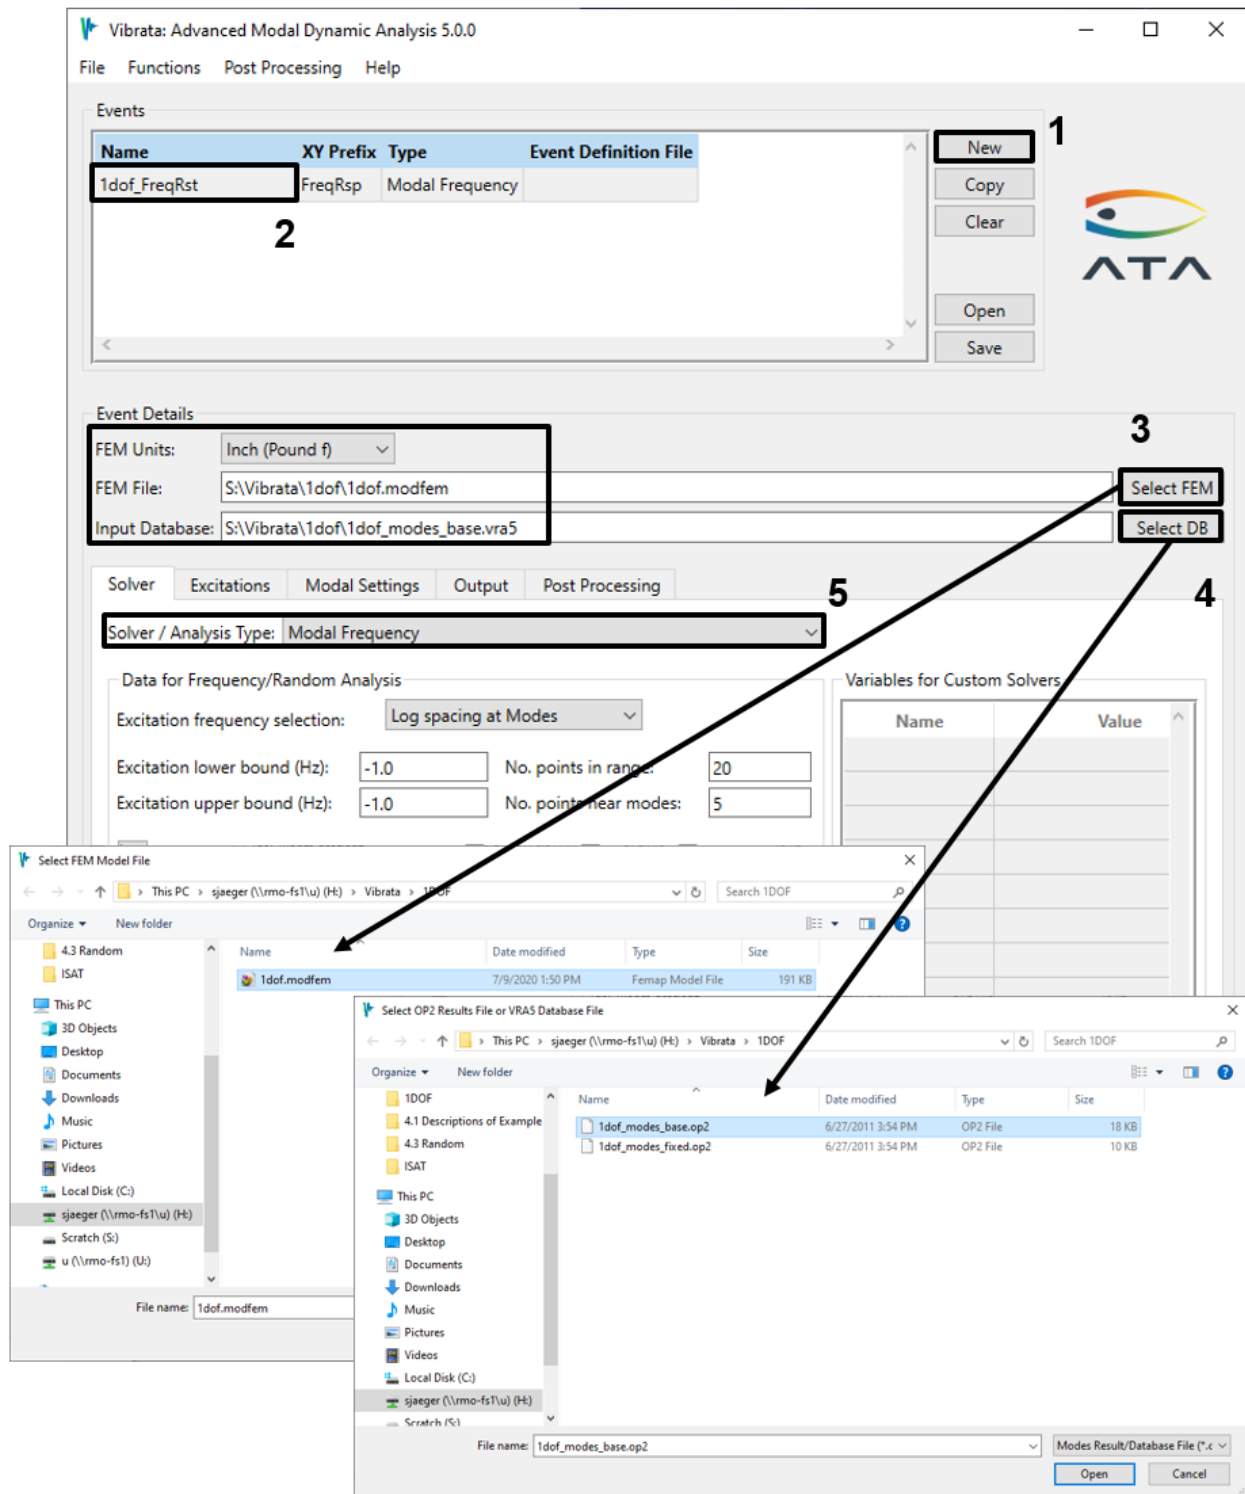 Vibrata: Advanced Modal Dynamic Analysis 5.0.0
File Functions Post Processing Help
Events
1
Name XY Prefix Type Event Definition File
New
1dof_FreqRst FreqRsp Modal Frequency
Copy
2
Clear
ATA
Open
Save
Event Details
3
FEM Units: Inch (Pound f)
FEM File: S:\Vibrata\1dof\1dof.modfem Select FEM
Input Database: S:\Vibrata\1dof\1dof_modes_base.vra5 Select DB
Solver Excitations Modal Settings Output Post Processing
5
4
Solver / Analysis Type: Modal Frequency
Data for Frequency/Random Analysis
Variables for Custom Solvers
Excitation frequency selection: Log spacing at Modes
Name Value
Excitation lower bound (Hz): -1.0 No. points in range: 20
Excitation upper bound (Hz): -1.0 No. points near modes: 5
Select FEM Model File
This PC > sjaeger (\\rmo-fs1\u) (H:) > Vibrata > 1DOF
Search 1DOF
Organize New folder
4.3 Random
ISAT
This PC
3D Objects
Desktop
Documents
Downloads
Music
Pictures
Videos
Local Disk (C:)
sjaeger (\\rmo-fs1\u) (H:)
Scratch (S:)
u (\\rmo-fs1) (U:)
Name Date modified Type Size
1dof.modfem 7/9/2020 1:50 PM Femap Model File 191 KB
File name: 1dof.modfem
Select OP2 Results File or VRA5 Database File
This PC > sjaeger (\\rmo-fs1\u) (H:) > Vibrata > 1DOF
Search 1DOF
Organize New folder
1DOF
4.1 Descriptions of Example
4.3 Random
ISAT
This PC
3D Objects
Desktop
Documents
Downloads
Music
Pictures
Videos
Local Disk (C:)
sjaeger (\\rmo-fs1\u) (H:)
Scratch (S:)
Name Date modified Type Size
1dof_modes_base.op2 6/27/2011 3:54 PM OP2 File 18 KB
1dof_modes_fixed.op2 6/27/2011 3:54 PM OP2 File 10 KB
File name: 1dof_modes_base.op2
Modes Result/Database File (*.c
Open Cancel